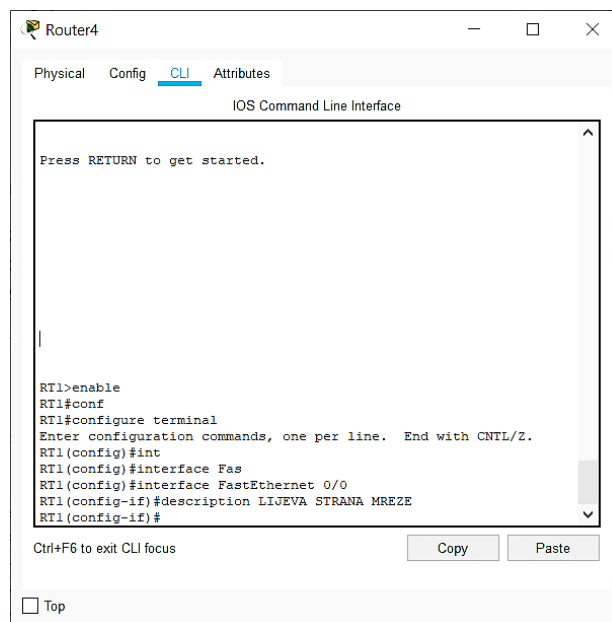 Router4
Physical Config CLI Attributes
IOS Command Line Interface
Press RETURN to get started.
RT1>enable
RT1#conf
RT1#configure terminal
Enter configuration commands, one per line.  End with CNTL/Z.
RT1(config)#int
RT1(config)#interface Fas
RT1(config)#interface FastEthernet 0/0
RT1(config-if)#description LIJEVA STRANA MREZE
RT1(config-if)#
Ctrl+F6 to exit CLI focus
Copy Paste
Top